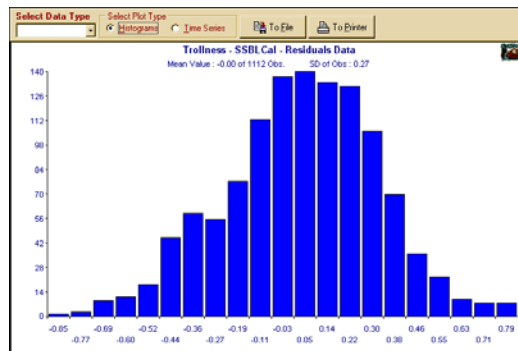 Select Data Type
Select Plot Type
Histograms
Time Series
To File
To Printer
Trollness - SSBLCal - Residuals Data
Mean Value : -0.00 of 1112 Obs. SD of Obs : 0.27
140
126
112
98
84
70
56
42
28
14
0
-0.85 -0.69 -0.52 -0.36 -0.19 -0.03 0.14 0.30 0.46 0.63 0.79
-0.77 -0.60 -0.44 -0.27 -0.11 0.05 0.22 0.38 0.55 0.71